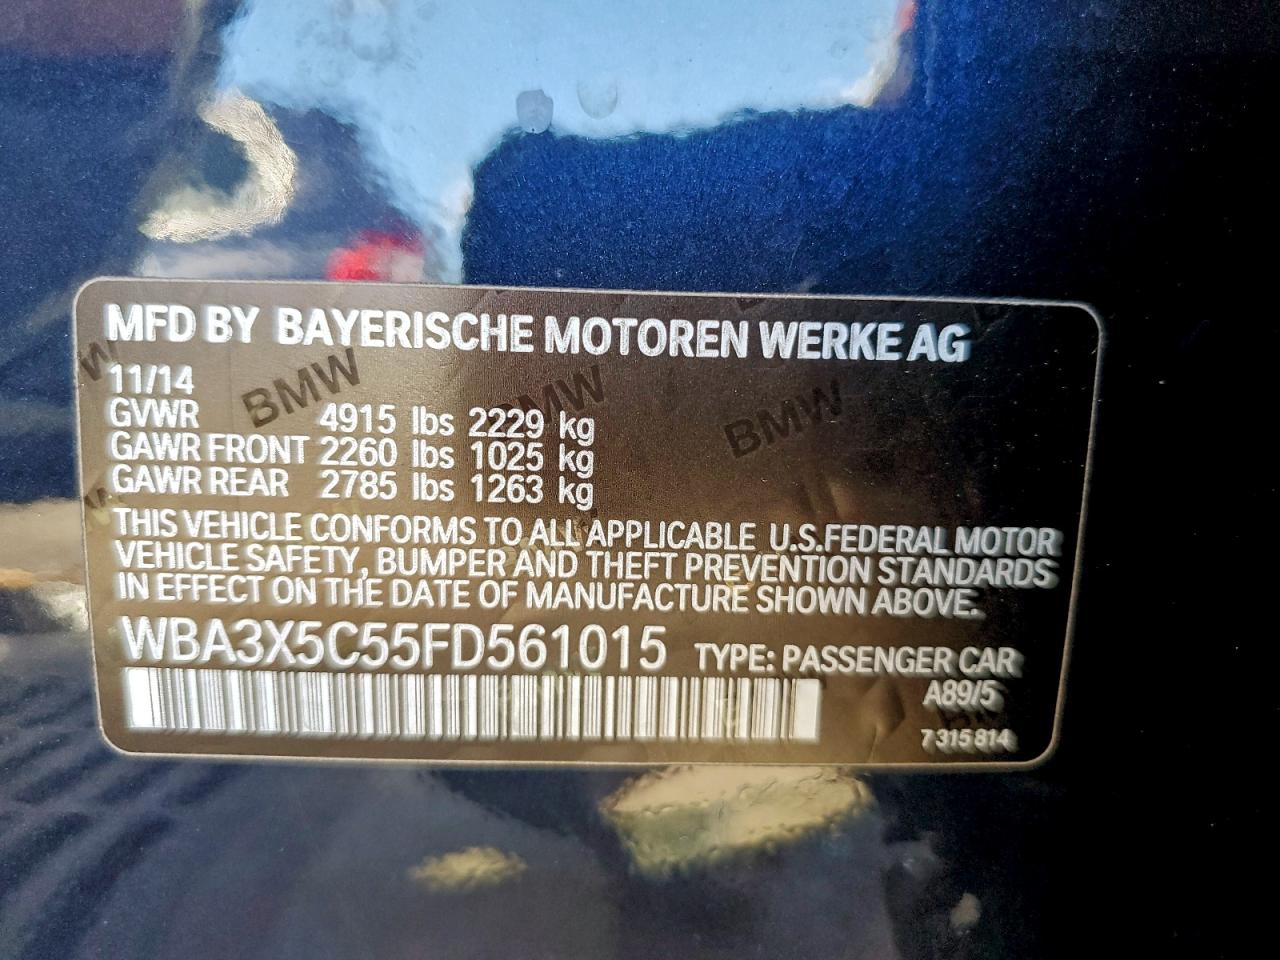 MFD BY BAYERISCHE MOTOREN WERKE AG
11/14
GVWR 4915 lbs 2229 kg
GAWR FRONT 2260 lbs 1025 kg
GAWR REAR 2785 lbs 1263 kg
THIS VEHICLE CONFORMS TO ALL APPLICABLE U.S.FEDERAL MOTOR
VEHICLE SAFETY, BUMPER AND THEFT PREVENTION STANDARDS
IN EFFECT ON THE DATE OF MANUFACTURE SHOWN ABOVE.
WBA3X5C55FD561015 TYPE: PASSENGER CAR
A89/5
7 315 814
BMW
BMW
BMW